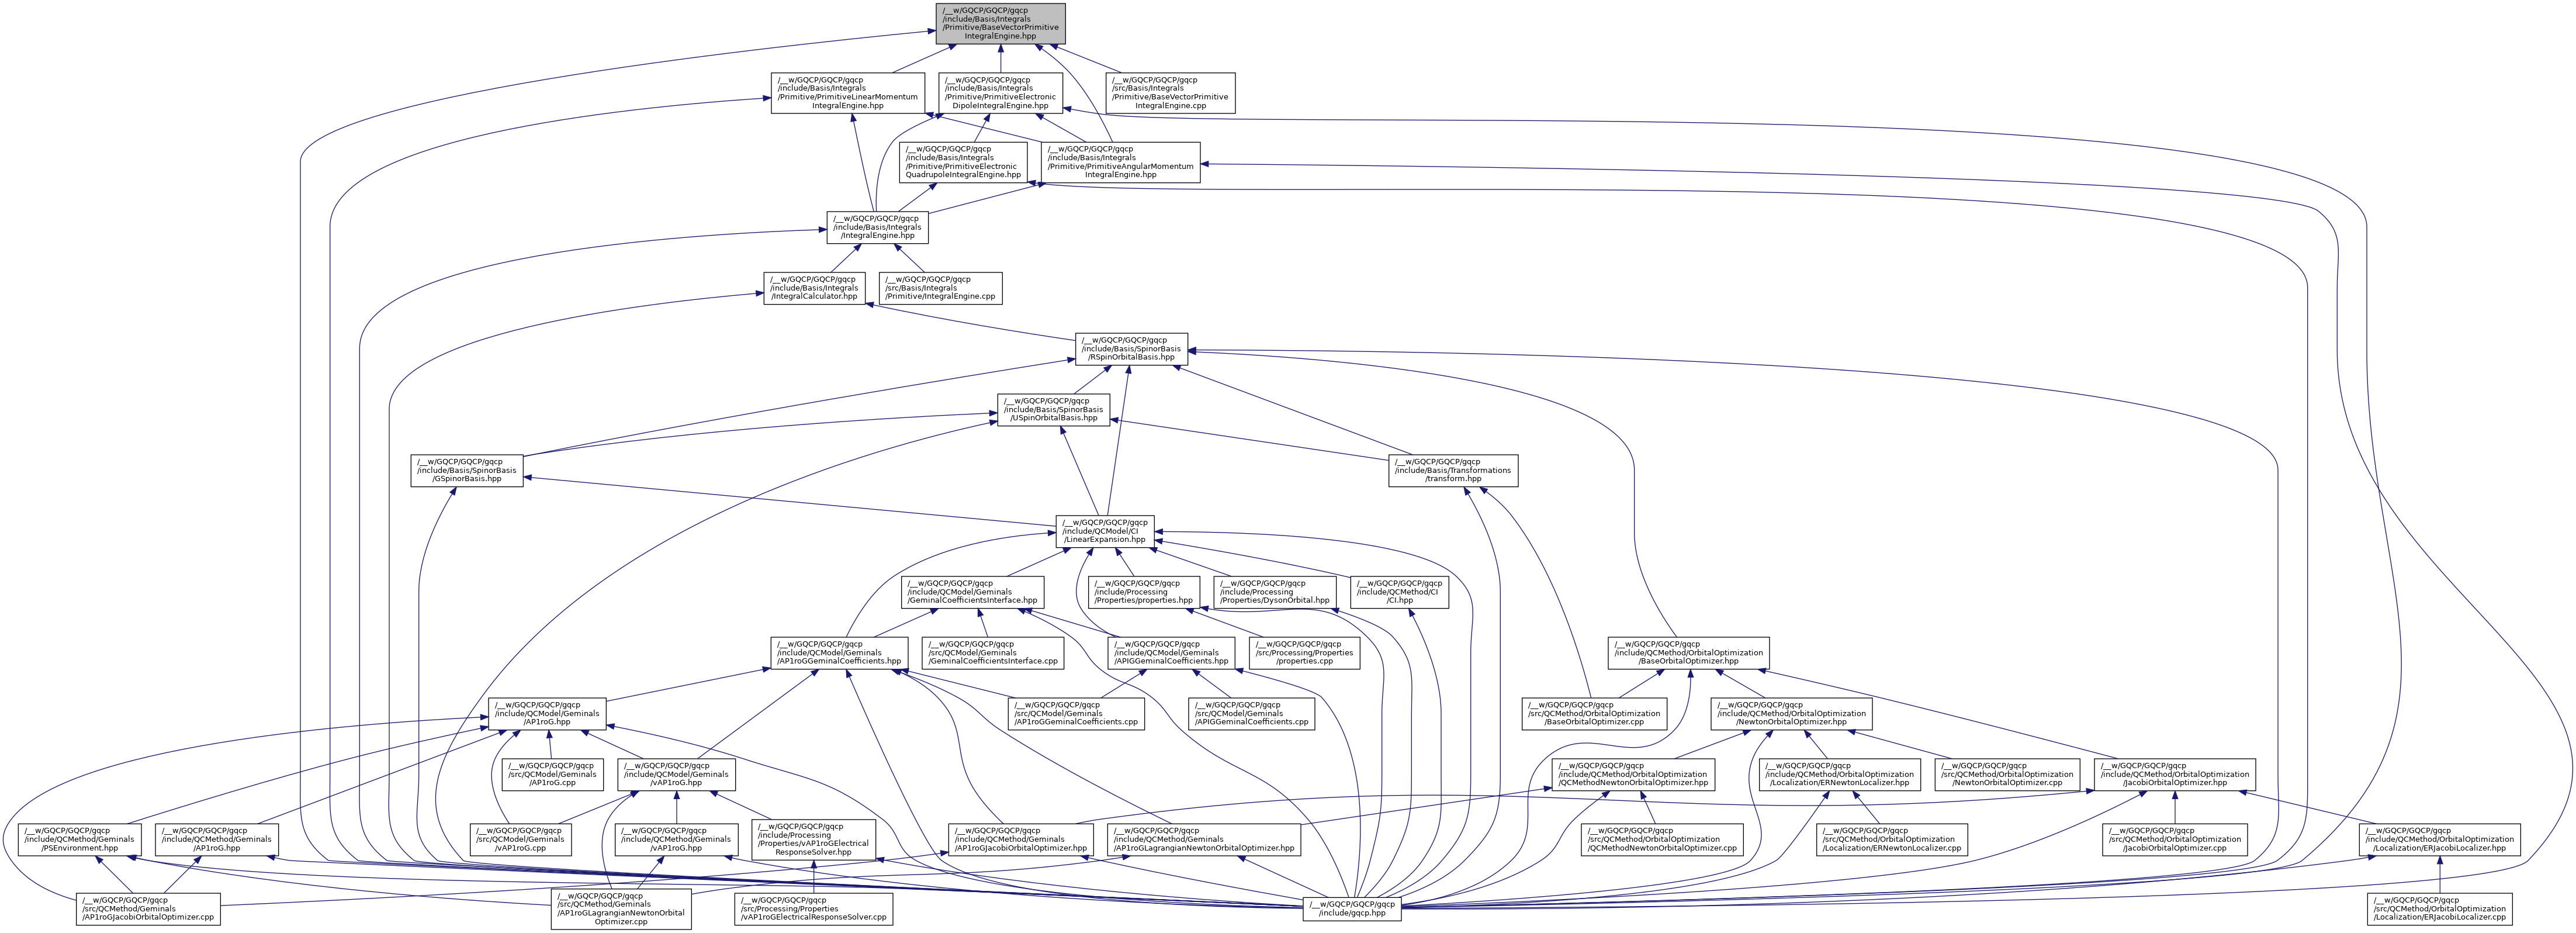 /__w/GQCP/GQCP/gqcp
/include/Basis/Integrals
/Primitive/BaseVectorPrimitive
IntegralEngine.hpp
/__w/GQCP/GQCP/gqcp
/include/Basis/Integrals
/Primitive/PrimitiveLinearMomentum
IntegralEngine.hpp
/__w/GQCP/GQCP/gqcp
/include/Basis/Integrals
/Primitive/PrimitiveElectronic
DipoleIntegralEngine.hpp
/__w/GQCP/GQCP/gqcp
/src/Basis/Integrals
/Primitive/BaseVectorPrimitive
IntegralEngine.cpp
/__w/GQCP/GQCP/gqcp
/include/Basis/Integrals
/Primitive/PrimitiveElectronic
QuadrupoleIntegralEngine.hpp
/__w/GQCP/GQCP/gqcp
/include/Basis/Integrals
/Primitive/PrimitiveAngularMomentum
IntegralEngine.hpp
/__w/GQCP/GQCP/gqcp
/include/Basis/Integrals
/IntegralEngine.hpp
/__w/GQCP/GQCP/gqcp
/include/Basis/Integrals
/IntegralCalculator.hpp
/__w/GQCP/GQCP/gqcp
/src/Basis/Integrals
/Primitive/IntegralEngine.cpp
/__w/GQCP/GQCP/gqcp
/include/Basis/SpinorBasis
/RSpinOrbitalBasis.hpp
/__w/GQCP/GQCP/gqcp
/include/Basis/SpinorBasis
/USpinOrbitalBasis.hpp
/__w/GQCP/GQCP/gqcp
/include/Basis/SpinorBasis
/GSpinorBasis.hpp
/__w/GQCP/GQCP/gqcp
/include/Basis/Transformations
/transform.hpp
/__w/GQCP/GQCP/gqcp
/include/QCModel/CI
/LinearExpansion.hpp
/__w/GQCP/GQCP/gqcp
/include/QCModel/Geminals
/GeminalCoefficientsInterface.hpp
/__w/GQCP/GQCP/gqcp
/include/Processing
/Properties/properties.hpp
/__w/GQCP/GQCP/gqcp
/include/Processing
/Properties/DysonOrbital.hpp
/__w/GQCP/GQCP/gqcp
/include/QCMethod/CI
/CI.hpp
/__w/GQCP/GQCP/gqcp
/include/QCModel/Geminals
/AP1roGGeminalCoefficients.hpp
/__w/GQCP/GQCP/gqcp
/src/QCModel/Geminals
/GeminalCoefficientsInterface.cpp
/__w/GQCP/GQCP/gqcp
/include/QCModel/Geminals
/APIGGeminalCoefficients.hpp
/__w/GQCP/GQCP/gqcp
/src/Processing/Properties
/properties.cpp
/__w/GQCP/GQCP/gqcp
/include/QCMethod/OrbitalOptimization
/BaseOrbitalOptimizer.hpp
/__w/GQCP/GQCP/gqcp
/include/QCModel/Geminals
/AP1roG.hpp
/__w/GQCP/GQCP/gqcp
/src/QCModel/Geminals
/AP1roGGeminalCoefficients.cpp
/__w/GQCP/GQCP/gqcp
/src/QCModel/Geminals
/APIGGeminalCoefficients.cpp
/__w/GQCP/GQCP/gqcp
/src/QCMethod/OrbitalOptimization
/BaseOrbitalOptimizer.cpp
/__w/GQCP/GQCP/gqcp
/include/QCMethod/OrbitalOptimization
/NewtonOrbitalOptimizer.hpp
/__w/GQCP/GQCP/gqcp
/src/QCModel/Geminals
/AP1roG.cpp
/__w/GQCP/GQCP/gqcp
/include/QCModel/Geminals
/vAP1roG.hpp
/__w/GQCP/GQCP/gqcp
/include/QCMethod/OrbitalOptimization
/QCMethodNewtonOrbitalOptimizer.hpp
/__w/GQCP/GQCP/gqcp
/include/QCMethod/OrbitalOptimization
/Localization/ERNewtonLocalizer.hpp
/__w/GQCP/GQCP/gqcp
/src/QCMethod/OrbitalOptimization
/NewtonOrbitalOptimizer.cpp
/__w/GQCP/GQCP/gqcp
/include/QCMethod/OrbitalOptimization
/JacobiOrbitalOptimizer.hpp
/__w/GQCP/GQCP/gqcp
/include/QCMethod/Geminals
/PSEnvironment.hpp
/__w/GQCP/GQCP/gqcp
/include/QCMethod/Geminals
/AP1roG.hpp
/__w/GQCP/GQCP/gqcp
/src/QCModel/Geminals
/vAP1roG.cpp
/__w/GQCP/GQCP/gqcp
/include/QCMethod/Geminals
/vAP1roG.hpp
/__w/GQCP/GQCP/gqcp
/include/Processing
/Properties/vAP1roGElectrical
ResponseSolver.hpp
/__w/GQCP/GQCP/gqcp
/include/QCMethod/Geminals
/AP1roGJacobiOrbitalOptimizer.hpp
/__w/GQCP/GQCP/gqcp
/include/QCMethod/Geminals
/AP1roGLagrangianNewtonOrbitalOptimizer.hpp
/__w/GQCP/GQCP/gqcp
/src/QCMethod/OrbitalOptimization
/QCMethodNewtonOrbitalOptimizer.cpp
/__w/GQCP/GQCP/gqcp
/src/QCMethod/OrbitalOptimization
/Localization/ERNewtonLocalizer.cpp
/__w/GQCP/GQCP/gqcp
/src/QCMethod/OrbitalOptimization
/JacobiOrbitalOptimizer.cpp
/__w/GQCP/GQCP/gqcp
/include/QCMethod/OrbitalOptimization
/Localization/ERJacobiLocalizer.hpp
/__w/GQCP/GQCP/gqcp
/src/QCMethod/Geminals
/AP1roGJacobiOrbitalOptimizer.cpp
/__w/GQCP/GQCP/gqcp
/src/QCMethod/Geminals
/AP1roGLagrangianNewtonOrbital
Optimizer.cpp
/__w/GQCP/GQCP/gqcp
/src/Processing/Properties
/vAP1roGElectricalResponseSolver.cpp
/__w/GQCP/GQCP/gqcp
/include/gqcp.hpp
/__w/GQCP/GQCP/gqcp
/src/QCMethod/OrbitalOptimization
/Localization/ERJacobiLocalizer.cpp